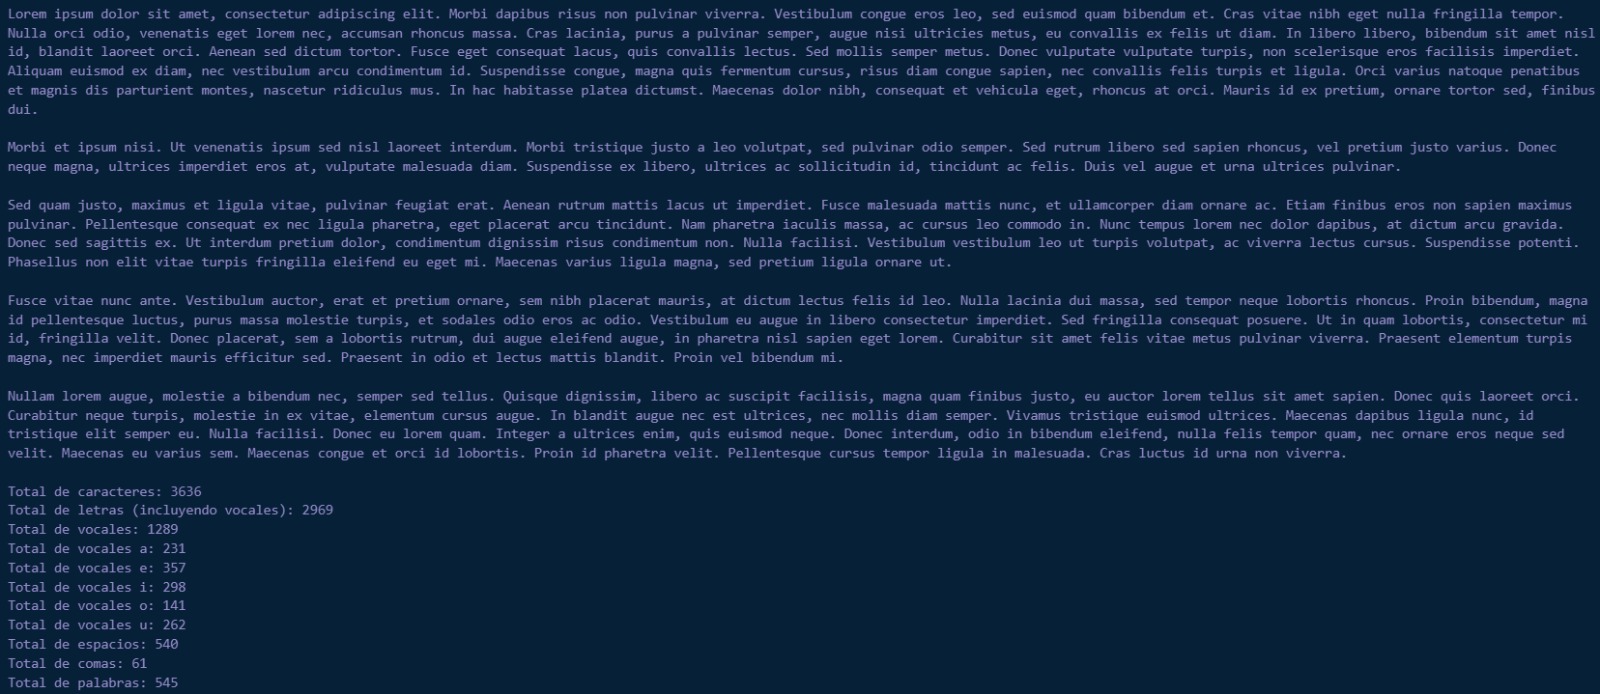 Lorem ipsum dolor sit amet, consectetur adipiscing elit. Morbi dapibus risus non pulvinar viverra. Vestibulum congue eros leo, sed euismod quam bibendum et. Cras vitae nibh eget nulla fringilla tempor.
Nulla orci odio, venenatis eget lorem nec, accumsan rhoncus massa. Cras lacinia, purus a pulvinar semper, augue nisi ultricies metus, eu convallis ex felis ut diam. In libero libero, bibendum sit amet nisl
id, blandit laoreet orci. Aenean sed dictum tortor. Fusce eget consequat lacus, quis convallis lectus. Sed mollis semper metus. Donec vulputate vulputate turpis, non scelerisque eros facilisis imperdiet.
Aliquam euismod ex diam, nec vestibulum arcu condimentum id. Suspendisse congue, magna quis fermentum cursus, risus diam congue sapien, nec convallis felis turpis et ligula. Orci varius natoque penatibus
et magnis dis parturient montes, nascetur ridiculus mus. In hac habitasse platea dictumst. Maecenas dolor nibh, consequat et vehicula eget, rhoncus at orci. Mauris id ex pretium, ornare tortor sed, finibus
dui.

Morbi et ipsum nisi. Ut venenatis ipsum sed nisl laoreet interdum. Morbi tristique justo a leo volutpat, sed pulvinar odio semper. Sed rutrum libero sed sapien rhoncus, vel pretium justo varius. Donec
neque magna, ultrices imperdiet eros at, vulputate malesuada diam. Suspendisse ex libero, ultrices ac sollicitudin id, tincidunt ac felis. Duis vel augue et urna ultrices pulvinar.

Sed quam justo, maximus et ligula vitae, pulvinar feugiat erat. Aenean rutrum mattis lacus ut imperdiet. Fusce malesuada mattis nunc, et ullamcorper diam ornare ac. Etiam finibus eros non sapien maximus
pulvinar. Pellentesque consequat ex nec ligula pharetra, eget placerat arcu tincidunt. Nam pharetra iaculis massa, ac cursus leo commodo in. Nunc tempus lorem nec dolor dapibus, at dictum arcu gravida.
Donec sed sagittis ex. Ut interdum pretium dolor, condimentum dignissim risus condimentum non. Nulla facilisi. Vestibulum vestibulum leo ut turpis volutpat, ac viverra lectus cursus. Suspendisse potenti.
Phasellus non elit vitae turpis fringilla eleifend eu eget mi. Maecenas varius ligula magna, sed pretium ligula ornare ut.

Fusce vitae nunc ante. Vestibulum auctor, erat et pretium ornare, sem nibh placerat mauris, at dictum lectus felis id leo. Nulla lacinia dui massa, sed tempor neque lobortis rhoncus. Proin bibendum, magna
id pellentesque luctus, purus massa molestie turpis, et sodales odio eros ac odio. Vestibulum eu augue in libero consectetur imperdiet. Sed fringilla consequat posuere. Ut in quam lobortis, consectetur mi
id, fringilla velit. Donec placerat, sem a lobortis rutrum, dui augue eleifend augue, in pharetra nisl sapien eget lorem. Curabitur sit amet felis vitae metus pulvinar viverra. Praesent elementum turpis
magna, nec imperdiet mauris efficitur sed. Praesent in odio et lectus mattis blandit. Proin vel bibendum mi.

Nullam lorem augue, molestie a bibendum nec, semper sed tellus. Quisque dignissim, libero ac suscipit facilisis, magna quam finibus justo, eu auctor lorem tellus sit amet sapien. Donec quis laoreet orci.
Curabitur neque turpis, molestie in ex vitae, elementum cursus augue. In blandit augue nec est ultrices, nec mollis diam semper. Vivamus tristique euismod ultrices. Maecenas dapibus ligula nunc, id
tristique elit semper eu. Nulla facilisi. Donec eu lorem quam. Integer a ultrices enim, quis euismod neque. Donec interdum, odio in bibendum eleifend, nulla felis tempor quam, nec ornare eros neque sed
velit. Maecenas eu varius sem. Maecenas congue et orci id lobortis. Proin id pharetra velit. Pellentesque cursus tempor ligula in malesuada. Cras luctus id urna non viverra.

Total de caracteres: 3636
Total de letras (incluyendo vocales): 2969
Total de vocales: 1289
Total de vocales a: 231
Total de vocales e: 357
Total de vocales i: 298
Total de vocales o: 141
Total de vocales u: 262
Total de espacios: 540
Total de comas: 61
Total de palabras: 545